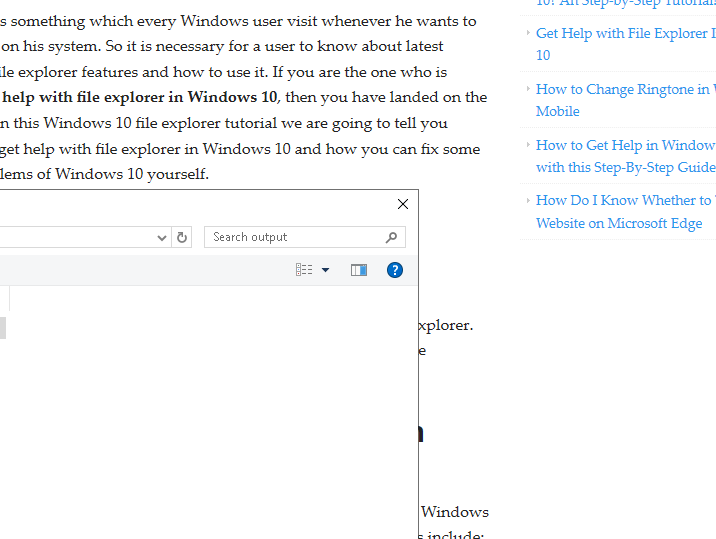 s something which every Windows user visit whenever he wants to
on his system. So it is necessary for a user to know about latest
ile explorer features and how to use it. If you are the one who is
help with file explorer in Windows 10, then you have landed on the
n this Windows 10 file explorer tutorial we are going to tell you
get help with file explorer in Windows 10 and how you can fix some
lems of Windows 10 yourself.
Search output
?
xplorer.
e
n
Windows
s include:
10? An Step-by-Step Tutorials
Get Help with File Explorer I
10
How to Change Ringtone in W
Mobile
How to Get Help in Window
with this Step-By-Step Guide
How Do I Know Whether to T
Website on Microsoft Edge